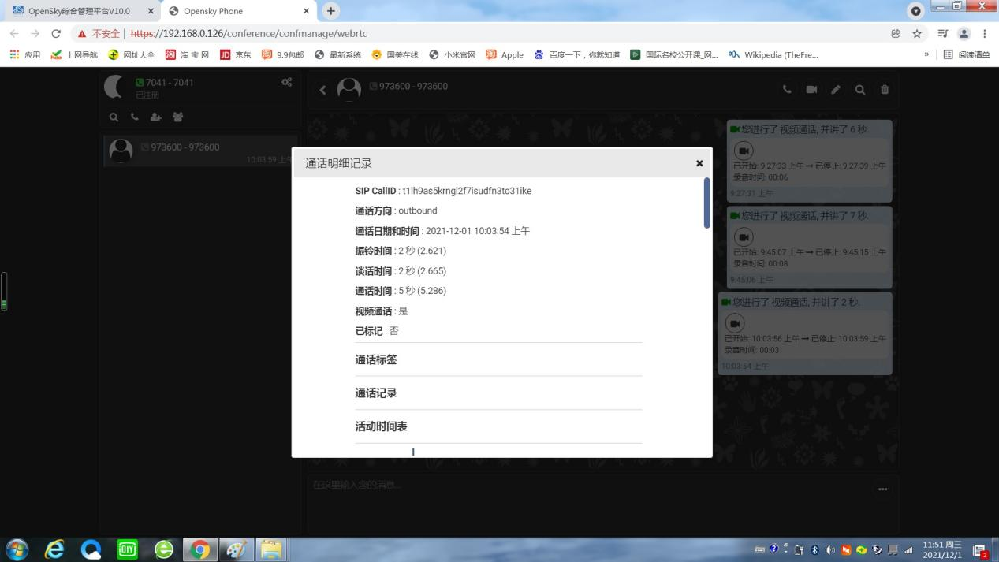 OpenSky综合管理平台V10.0
Opensky Phone
不安全 | https://192.168.0.126/conference/confmanage/webrtc
应用 上网导航 网址大全 淘 宝 网 京东 9.9包邮 最新系统 国美在线 小米官网 Apple 百度一下，你就知道 国际名校公开课_网... Wikipedia (TheFre... » 阅读清单
7041 - 7041
已注册
973600 - 973600
10:03:59 上午
973600 - 973600
您进行了 视频通话, 并讲了 6 秒.
已开始: 9:27:33 上午 → 已停止: 9:27:39 上午
录音时间: 00:06
9:27:31 上午
您进行了 视频通话, 并讲了 7 秒.
已开始: 9:45:07 上午 → 已停止: 9:45:15 上午
录音时间: 00:08
9:45:06 上午
您进行了 视频通话, 并讲了 2 秒.
已开始: 10:03:56 上午 → 已停止: 10:03:59 上午
录音时间: 00:03
10:03:54 上午
通话明细记录
SIP CallID : t1lh9as5krngl2f7isudfn3to31ike
通话方向 : outbound
通话日期和时间 : 2021-12-01 10:03:54 上午
振铃时间 : 2 秒 (2.621)
谈话时间 : 2 秒 (2.665)
通话时间 : 5 秒 (5.286)
视频通话 : 是
已标记 : 否
通话标签
通话记录
活动时间表
在这里输入您的消息...
QIY
11:51 周三
2021/12/1
2